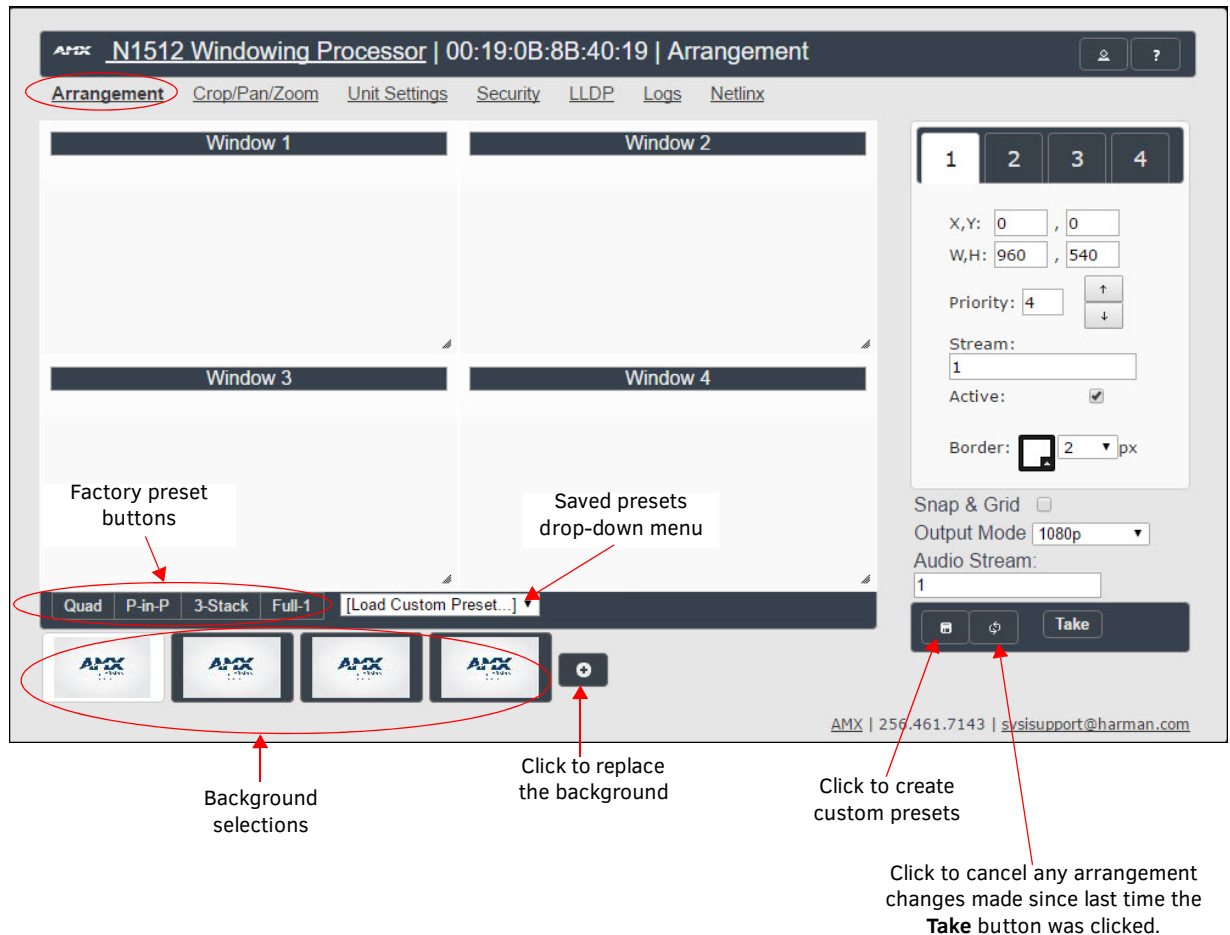 AMX N1512 Windowing Processor | 00:19:0B:8B:40:19 | Arrangement
?
Arrangement Crop/Pan/Zoom Unit Settings Security LLDP Logs Netlinx
Window 1
Window 2
Window 3
Window 4
1 2 3 4
X,Y: 0 , 0
W,H: 960 , 540
Priority: 4
↑
↓
Stream:
1
Active:
Border: 2 px
Snap & Grid
Output Mode 1080p
Audio Stream:
1
Take
Factory preset
buttons
Saved presets
drop-down menu
Quad P-in-P 3-Stack Full-1 [Load Custom Preset...]
AMX AMX AMX AMX
AMX | 256.461.7143 | svsisupport@harman.com
Background
selections
Click to replace
the background
Click to create
custom presets
Click to cancel any arrangement
changes made since last time the
Take button was clicked.